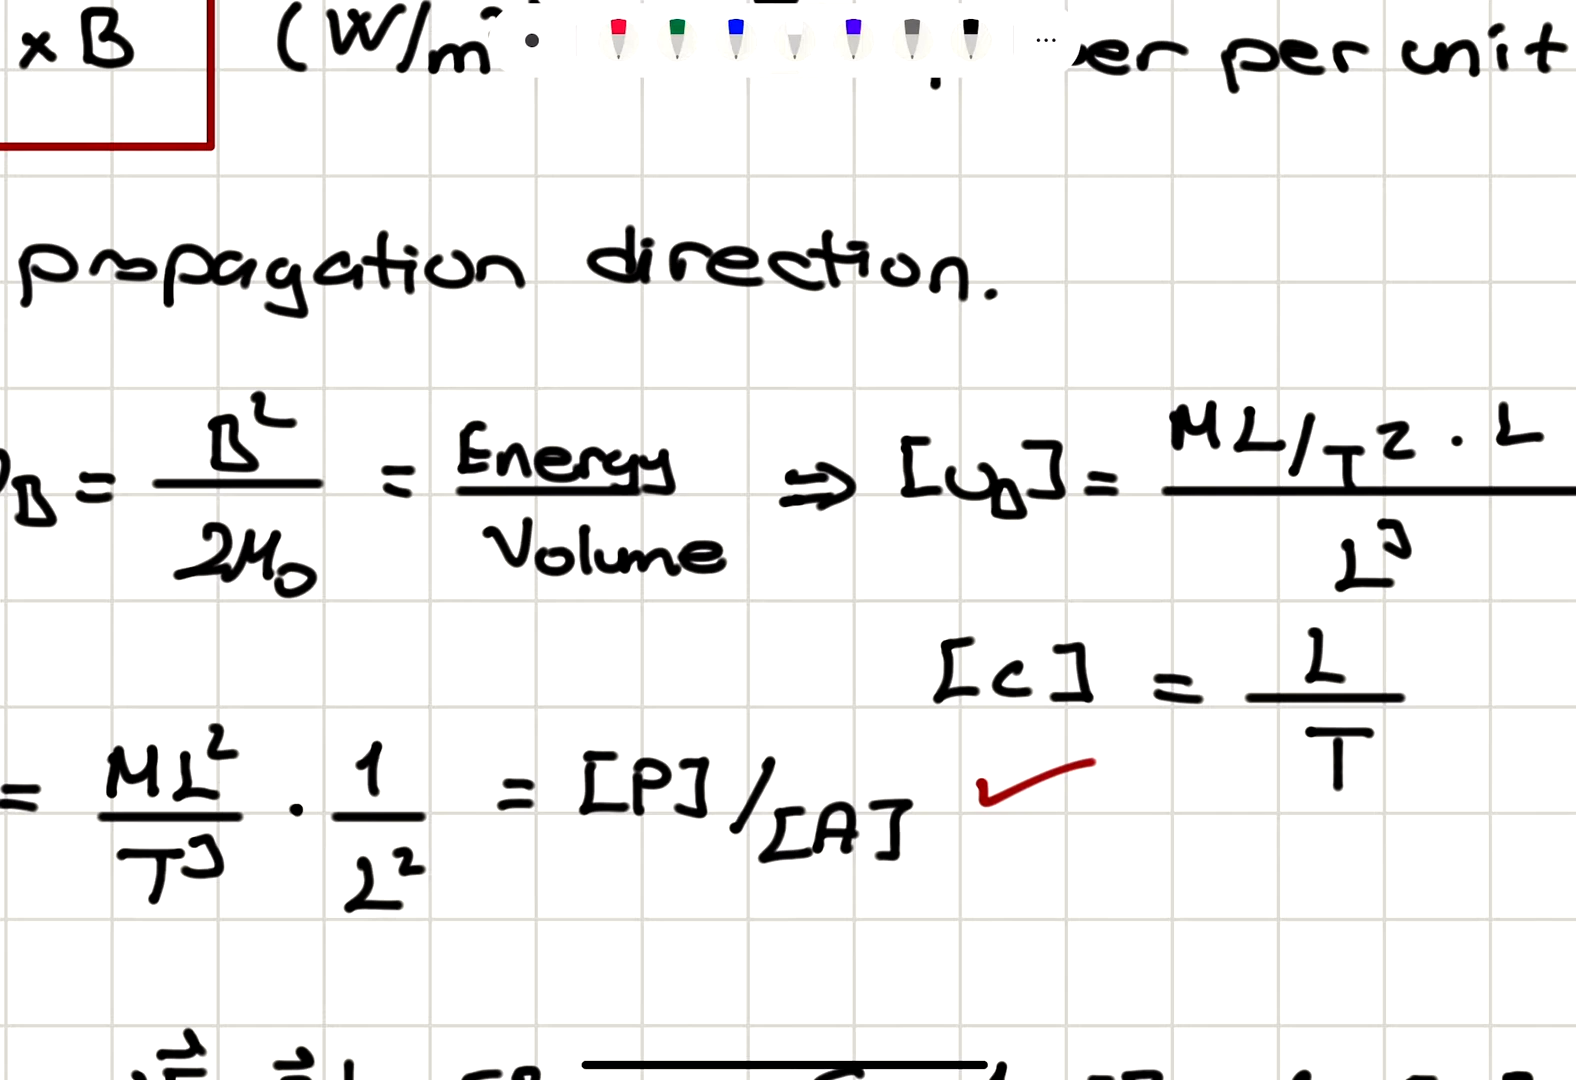 × B (W/m er per unit
propagation direction.
B = B² / 2μ₀ = Energy / Volume ⇒ [u_B] = ML/T² · L / L³
[c] = L / T
= ML² / T³ · 1 / L² = [P]/[A] ✓